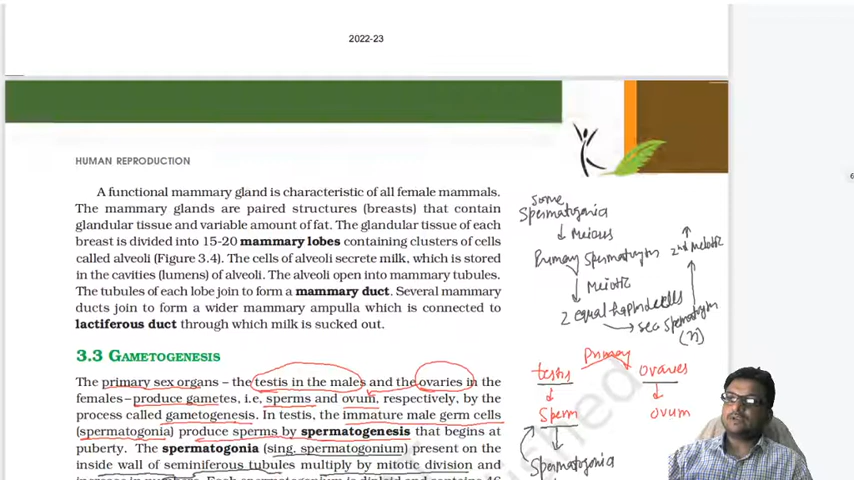 2022-23
HUMAN REPRODUCTION
A functional mammary gland is characteristic of all female mammals.
The mammary glands are paired structures (breasts) that contain
glandular tissue and variable amount of fat. The glandular tissue of each
breast is divided into 15-20 mammary lobes containing clusters of cells
called alveoli (Figure 3.4). The cells of alveoli secrete milk, which is stored
in the cavities (lumens) of alveoli. The alveoli open into mammary tubules.
The tubules of each lobe join to form a mammary duct. Several mammary
ducts join to form a wider mammary ampulla which is connected to
lactiferous duct through which milk is sucked out.
3.3 GAMETOGENESIS
The primary sex organs – the testis in the males and the ovaries in the
females – produce gametes, i.e, sperms and ovum, respectively, by the
process called gametogenesis. In testis, the immature male germ cells
(spermatogonia) produce sperms by spermatogenesis that begins at
puberty. The spermatogonia (sing. spermatogonium) present on the
inside wall of seminiferous tubules multiply by mitotic division and
some
Spermatogonia
Primary
2nd
2 equal haploid cells
→ sec
(n)
Primary
testis
ovaries
Sperm
ovum
Spermatogonia
6